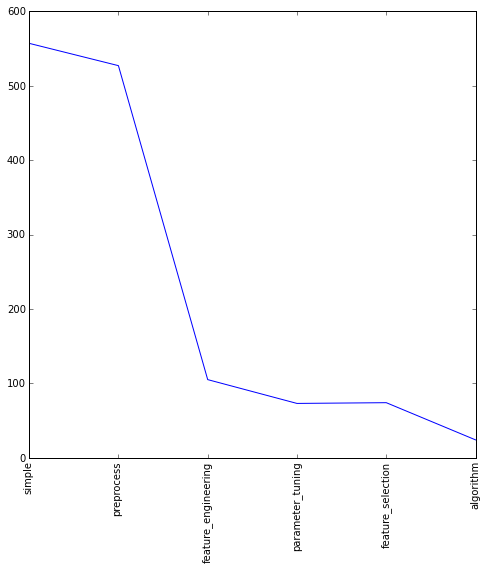 600
500
400
300
200
100
0
simple
preprocess
feature_engineering
parameter_tuning
feature_selection
algorithm